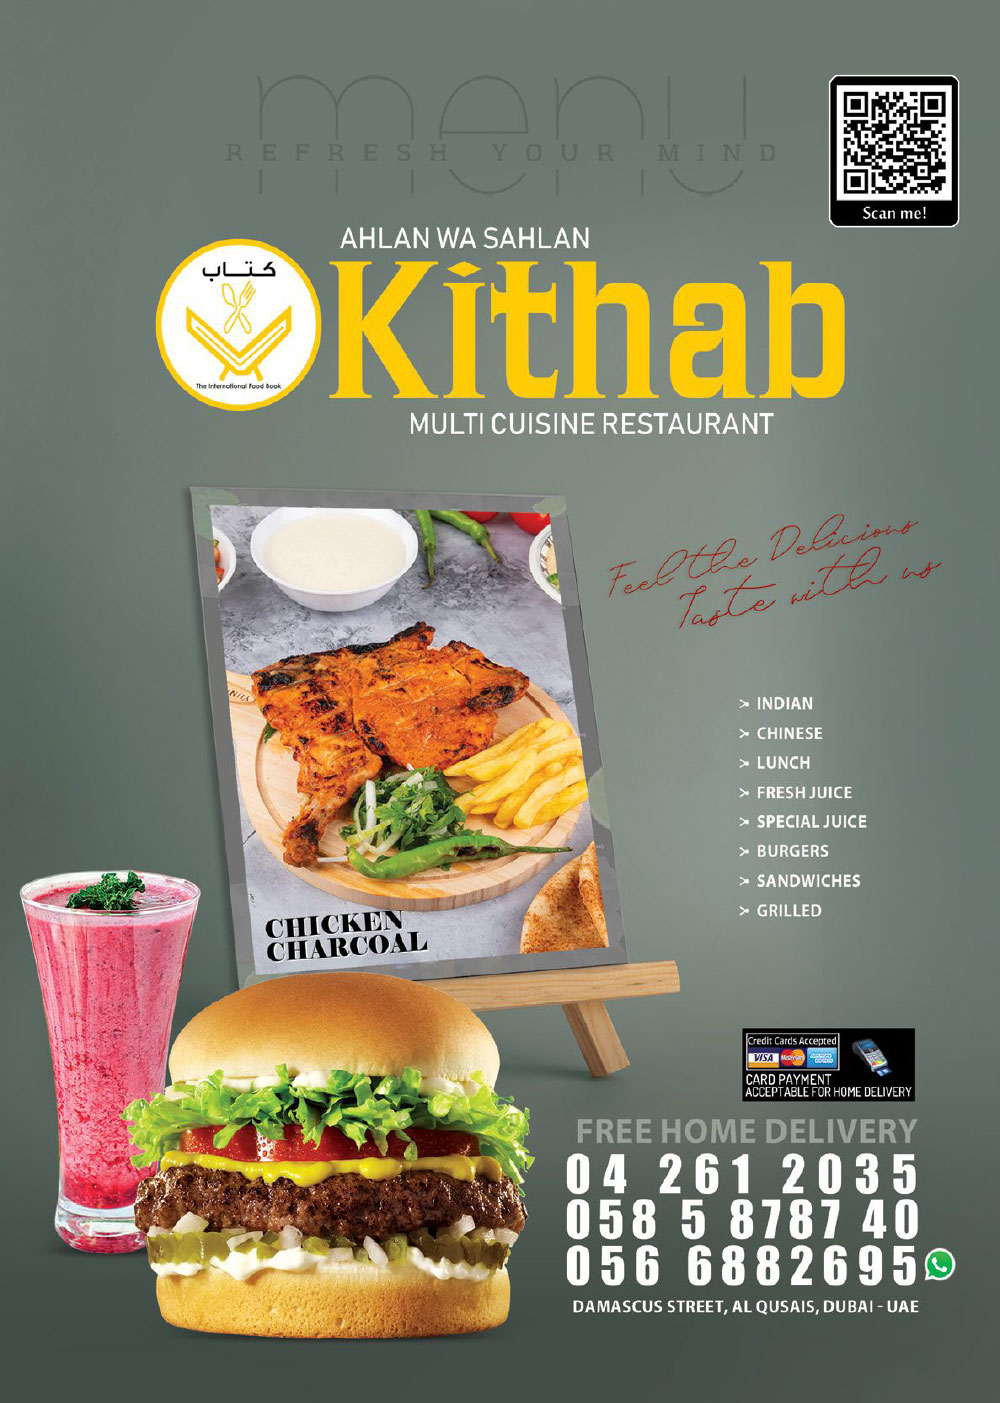 menu
REFRESH YOUR MIND
Scan me!
AHLAN WA SAHLAN
كتاب
The International Food Book
Kithab
MULTI CUISINE RESTAURANT
Feel the Delicious
Taste with us
CHICKEN
CHARCOAL
> INDIAN
> CHINESE
> LUNCH
> FRESH JUICE
> SPECIAL JUICE
> BURGERS
> SANDWICHES
> GRILLED
Credit Cards Accepted
VISA MasterCard
CARD PAYMENT
ACCEPTABLE FOR HOME DELIVERY
FREE HOME DELIVERY
04 261 2035
058 5 8787 40
056 6882695
DAMASCUS STREET, AL QUSAIS, DUBAI - UAE